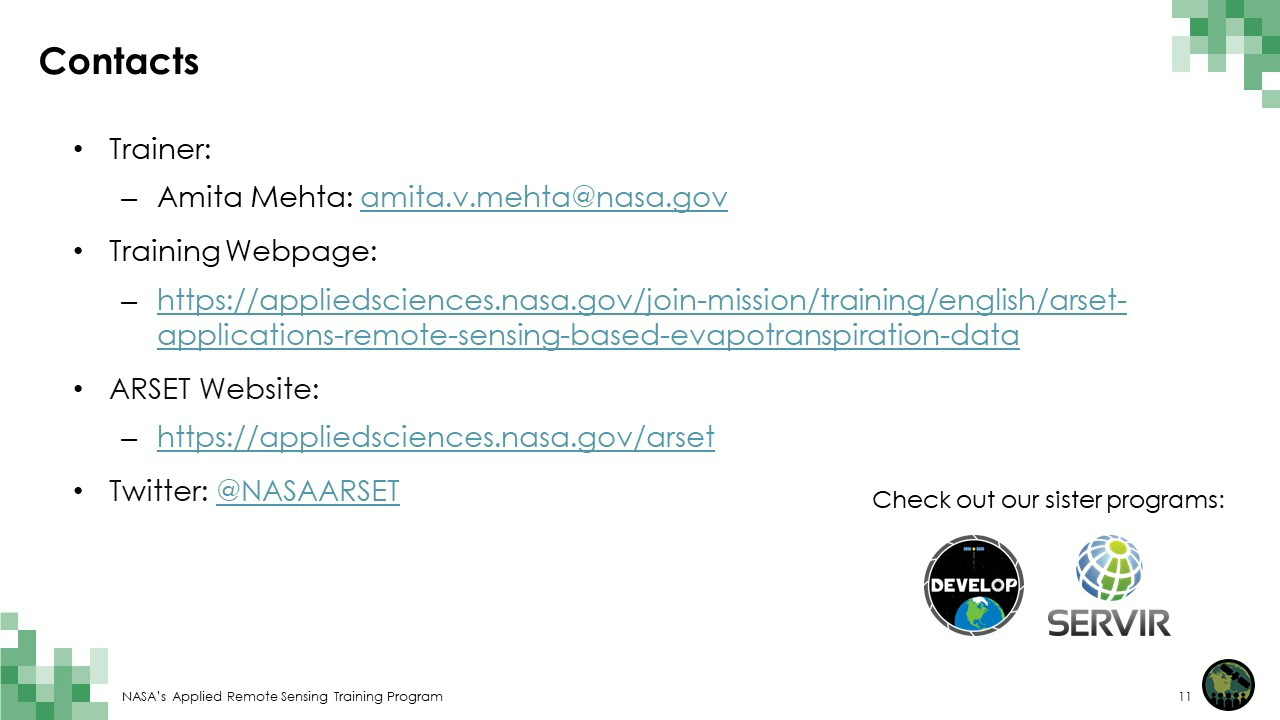 Contacts
• Trainer:
– Amita Mehta: amita.v.mehta@nasa.gov
• Training Webpage:
– https://appliedsciences.nasa.gov/join-mission/training/english/arset-
applications-remote-sensing-based-evapotranspiration-data
• ARSET Website:
– https://appliedsciences.nasa.gov/arset
• Twitter: @NASAARSET
Check out our sister programs:
DEVELOP
SERVIR
NASA's Applied Remote Sensing Training Program
11